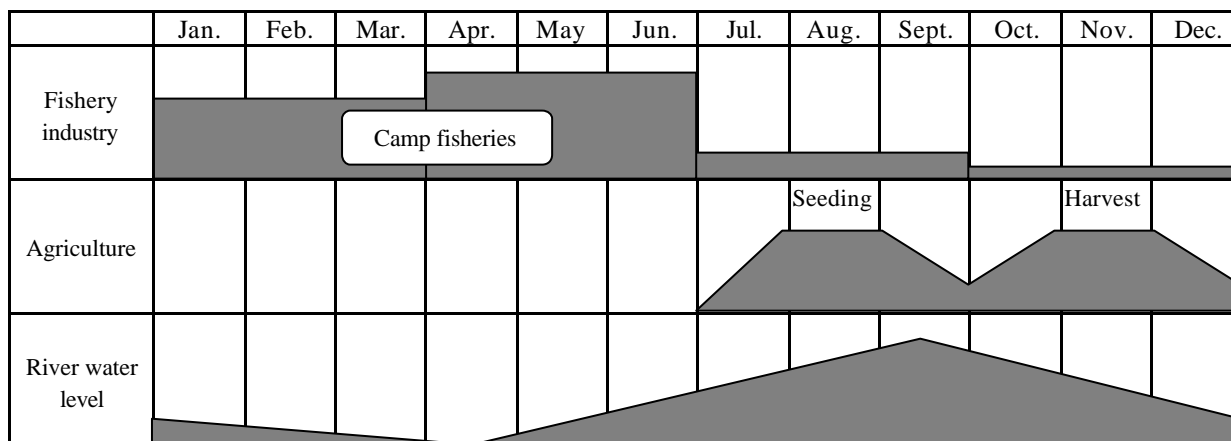 Jan. Feb. Mar. Apr. May Jun. Jul. Aug. Sept. Oct. Nov. Dec.
Fishery
industry
Camp fisheries
Agriculture
Seeding
Harvest
River water
level